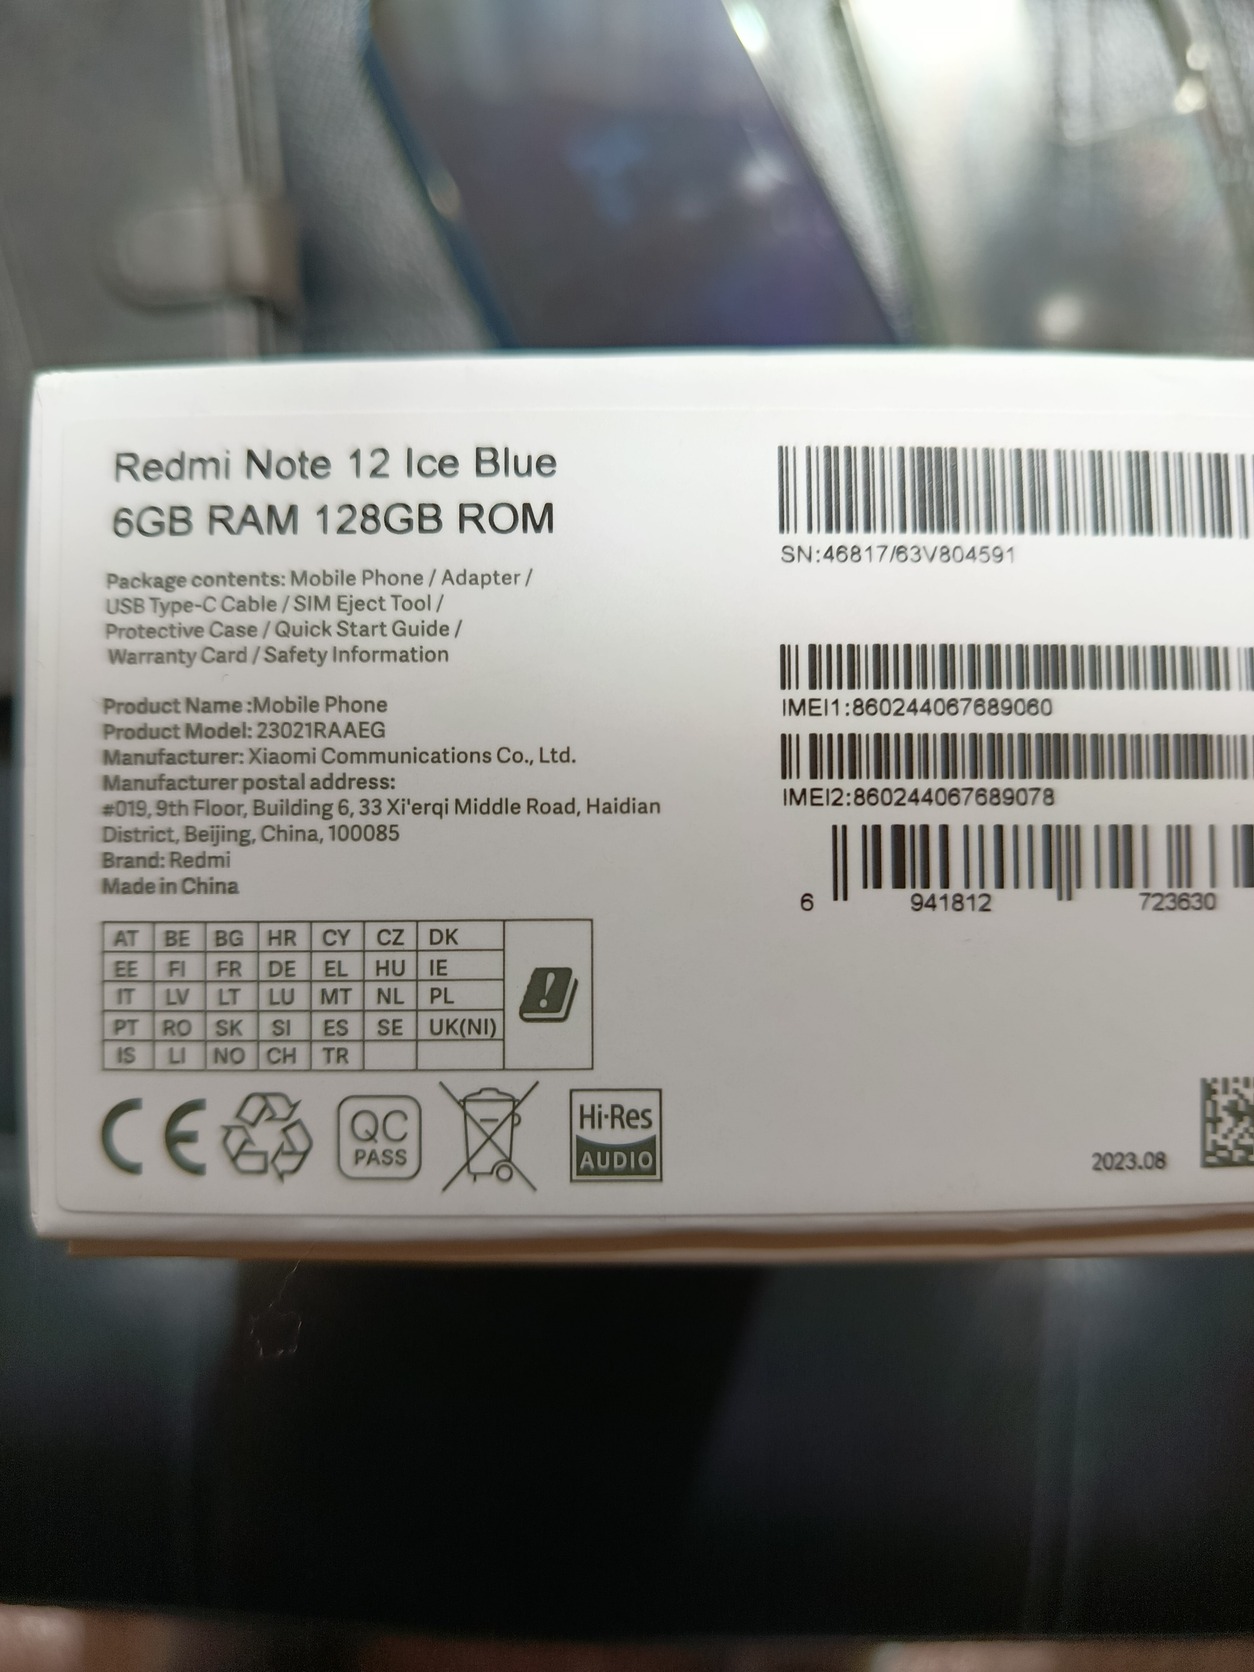 Redmi Note 12 Ice Blue
6GB RAM 128GB ROM
Package contents: Mobile Phone / Adapter /
USB Type-C Cable / SIM Eject Tool /
Protective Case / Quick Start Guide /
Warranty Card / Safety Information
Product Name :Mobile Phone
Product Model: 23021RAAEG
Manufacturer: Xiaomi Communications Co., Ltd.
Manufacturer postal address:
#019, 9th Floor, Building 6, 33 Xi'erqi Middle Road, Haidian
District, Beijing, China, 100085
Brand: Redmi
Made in China
AT BE BG HR CY CZ DK
EE FI FR DE EL HU IE
IT LV LT LU MT NL PL
PT RO SK SI ES SE UK(NI)
IS LI NO CH TR
CE
QC
PASS
Hi-Res
AUDIO
SN:46817/63V804591
IMEI1:860244067689060
IMEI2:860244067689078
6 941812 723630
2023.08